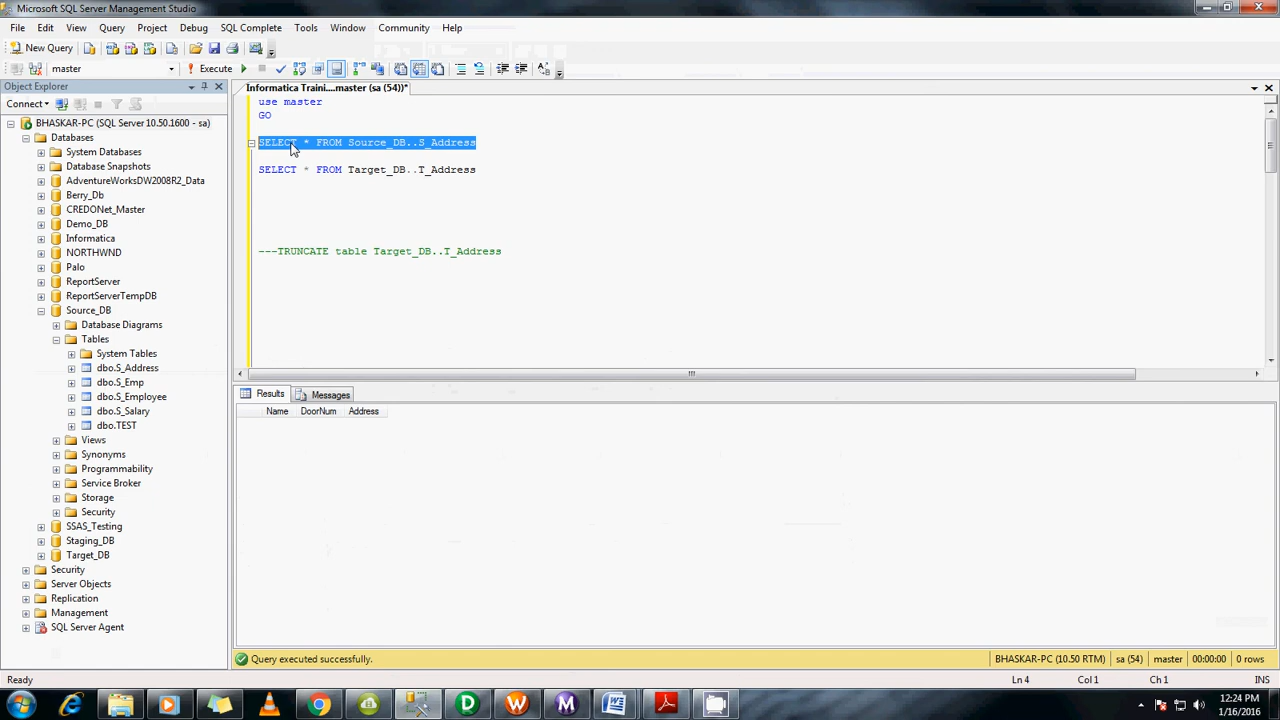 Microsoft SQL Server Management Studio
File Edit View Query Project Debug SQL Complete Tools Window Community Help
New Query
master Execute
Object Explorer
Informatica Traini....master (sa (54))*
Connect
BHASKAR-PC (SQL Server 10.50.1600 - sa)
Databases
System Databases
Database Snapshots
AdventureWorksDW2008R2_Data
Berry_Db
CREDONet_Master
Demo_DB
Informatica
NORTHWND
Palo
ReportServer
ReportServerTempDB
Source_DB
Database Diagrams
Tables
System Tables
dbo.S_Address
dbo.S_Emp
dbo.S_Employee
dbo.S_Salary
dbo.TEST
Views
Synonyms
Programmability
Service Broker
Storage
Security
SSAS_Testing
Staging_DB
Target_DB
Security
Server Objects
Replication
Management
SQL Server Agent
use master
GO
SELECT * FROM Source_DB..S_Address
SELECT * FROM Target_DB..T_Address
---TRUNCATE table Target_DB..T_Address
Results Messages
Name DoorNum Address
Query executed successfully. BHASKAR-PC (10.50 RTM) sa (54) master 00:00:00 0 rows
Ready Ln 4 Col 1 Ch 1 INS
12:24 PM
1/16/2016